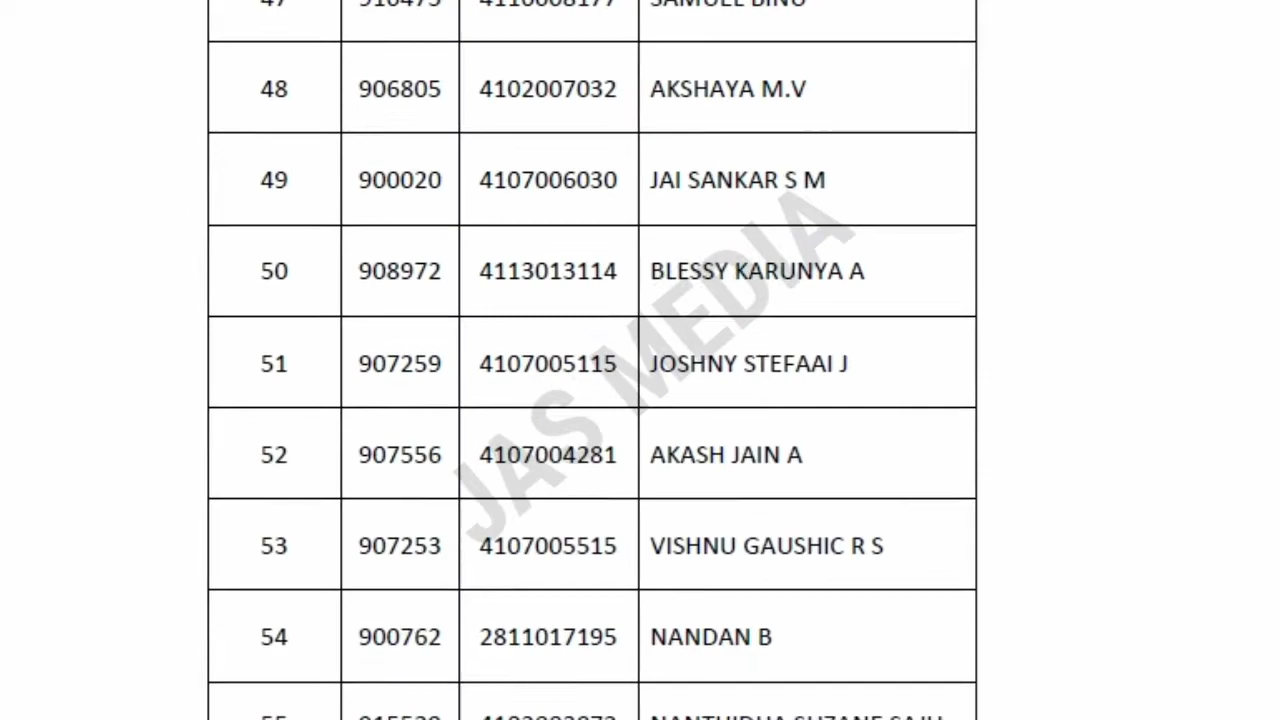 48 906805 4102007032 AKSHAYA M.V
49 900020 4107006030 JAI SANKAR S M
50 908972 4113013114 BLESSY KARUNYA A
51 907259 4107005115 JOSHNY STEFAAI J
52 907556 4107004281 AKASH JAIN A
53 907253 4107005515 VISHNU GAUSHIC R S
54 900762 2811017195 NANDAN B
JAS MEDIA